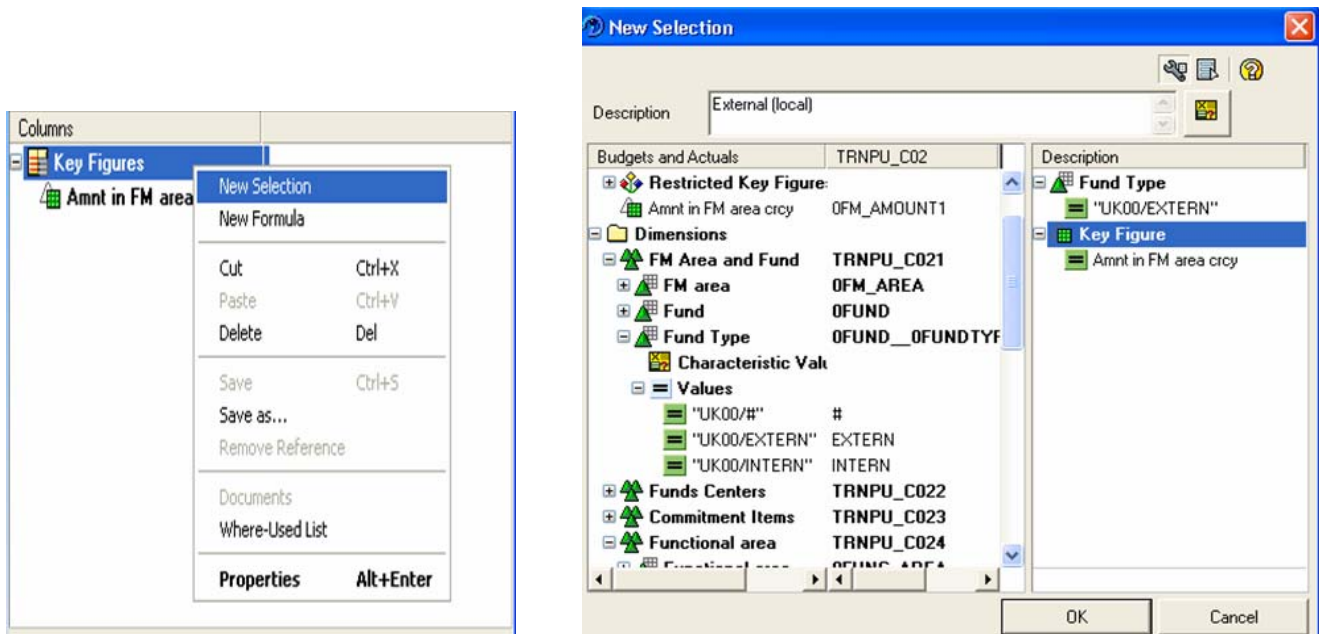 Columns
Key Figures
Amnt in FM area
New Selection
New Formula
Cut Ctrl+X
Paste Ctrl+V
Delete Del
Save Ctrl+S
Save as...
Remove Reference
Documents
Where-Used List
Properties Alt+Enter
New Selection
Description External (local)
Budgets and Actuals TRNPU_C02
Restricted Key Figure:
Amnt in FM area crcy 0FM_AMOUNT1
Dimensions
FM Area and Fund TRNPU_C021
FM area 0FM_AREA
Fund 0FUND
Fund Type 0FUND__0FUNDTYF
Characteristic Valu
Values
"UK00/#" #
"UK00/EXTERN" EXTERN
"UK00/INTERN" INTERN
Funds Centers TRNPU_C022
Commitment Items TRNPU_C023
Functional area TRNPU_C024
Description
Fund Type
"UK00/EXTERN"
Key Figure
Amnt in FM area crcy
OK Cancel